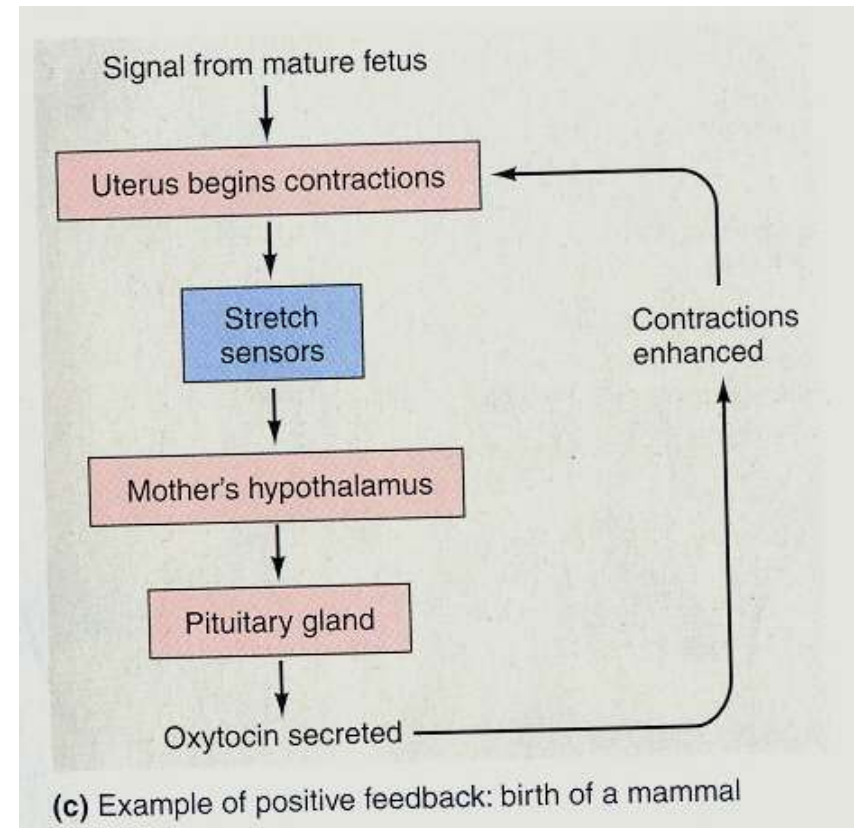 Signal from mature fetus
Uterus begins contractions
Stretch
sensors
Contractions
enhanced
Mother's hypothalamus
Pituitary gland
Oxytocin secreted
(c) Example of positive feedback: birth of a mammal